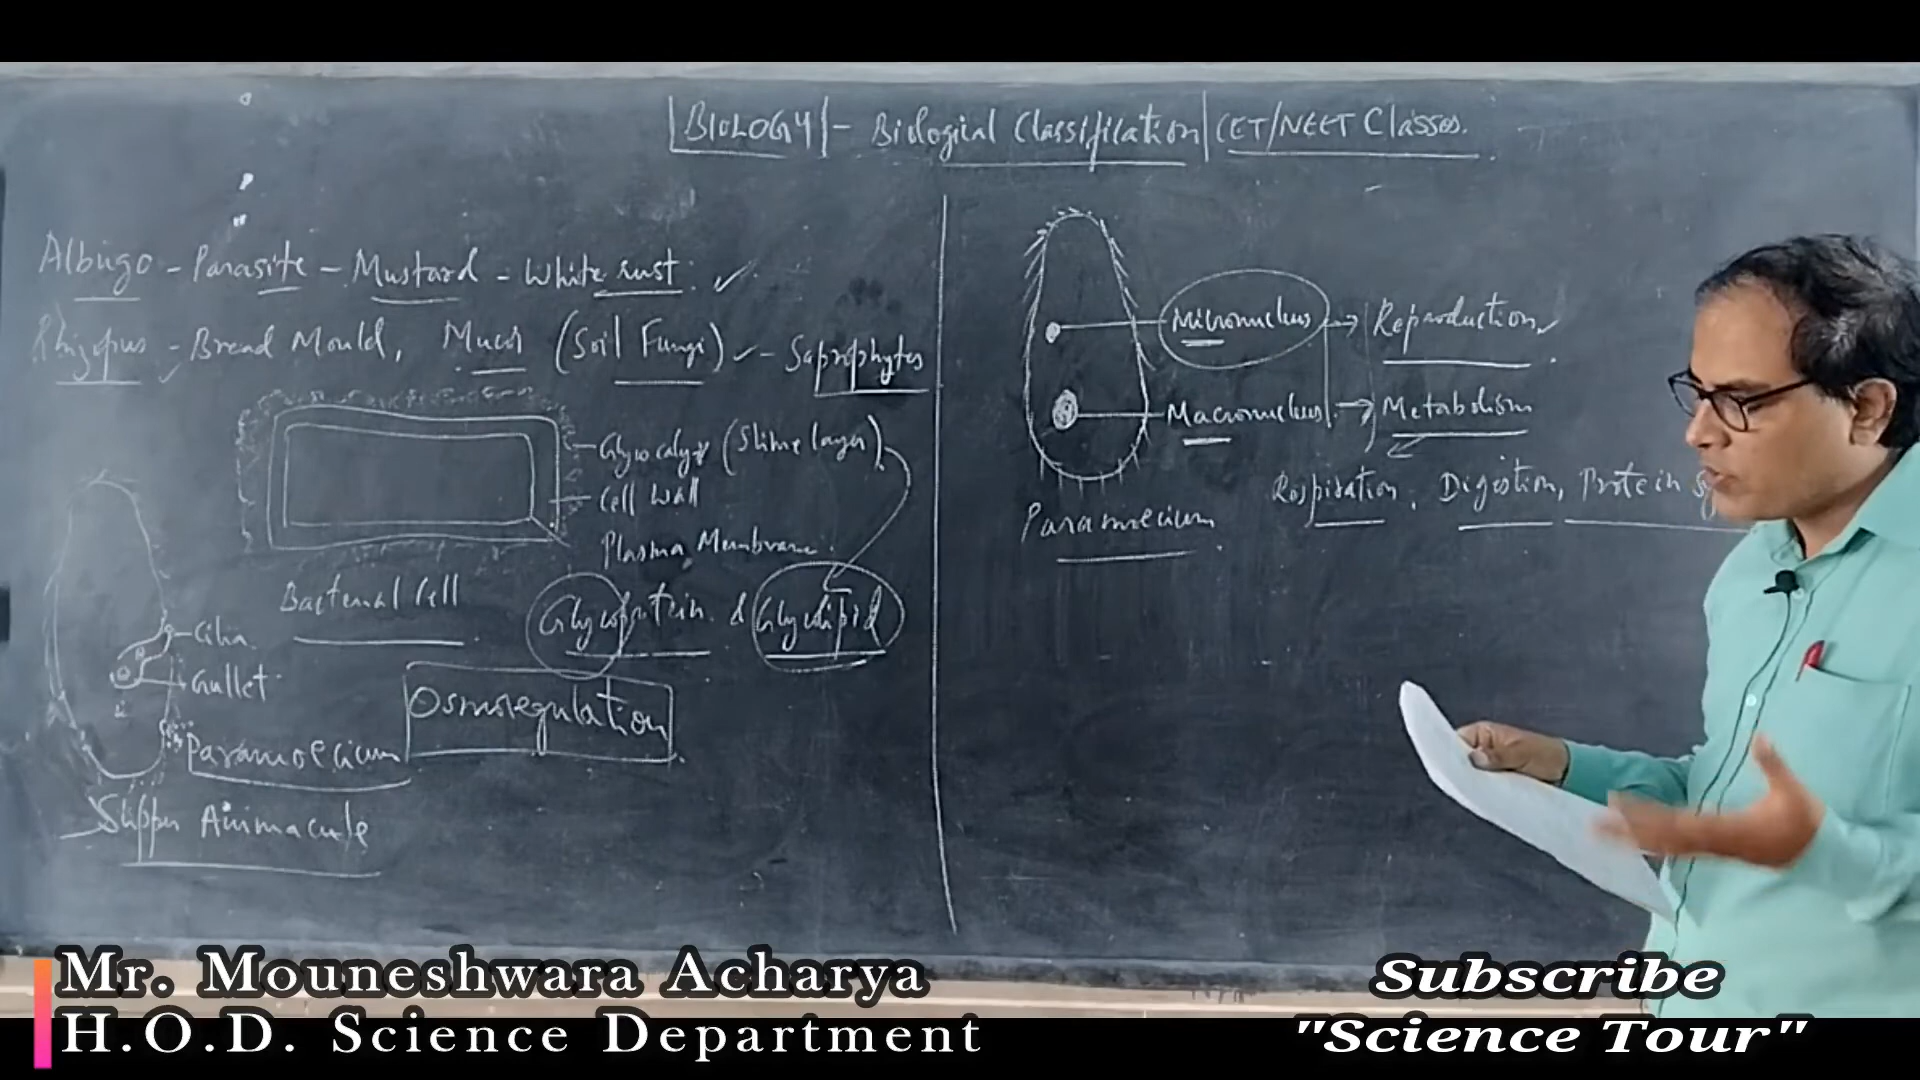 BIOLOGY - Biological Classification CET/NEET Classes.
Albugo - Parasite - Mustard - White rust.
Rhizopus - Bread Mould, Mucor (Soil Fungi) - Saprophytes
Glycocalyx (Slime layer)
Cell Wall
Plasma Membrane.
Bacterial Cell
Glycoprotein & Glycolipid
Cilia
Gullet
Osmoregulation
Paramoecium
Slipper Animacule
Micronucleus → Reproduction
Macronucleus → Metabolism
Respiration, Digestion, Protein
Paramoecium
Mr. Mouneshwara Acharya
H.O.D. Science Department
Subscribe
"Science Tour"